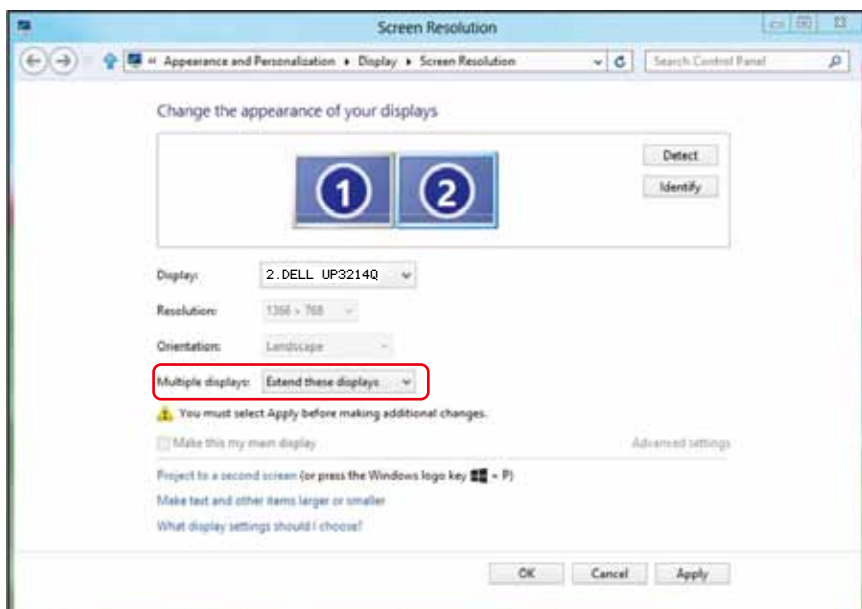 Screen Resolution
« Appearance and Personalization ▸ Display ▸ Screen Resolution
Search Control Panel
Change the appearance of your displays
1 2
Detect
Identify
Display: 2.DELL UP3214Q
Resolution: 1366 × 768
Orientation: Landscape
Multiple displays: Extend these displays
You must select Apply before making additional changes.
Make this my main display
Advanced settings
Project to a second screen (or press the Windows logo key + P)
Make text and other items larger or smaller
What display settings should I choose?
OK Cancel Apply